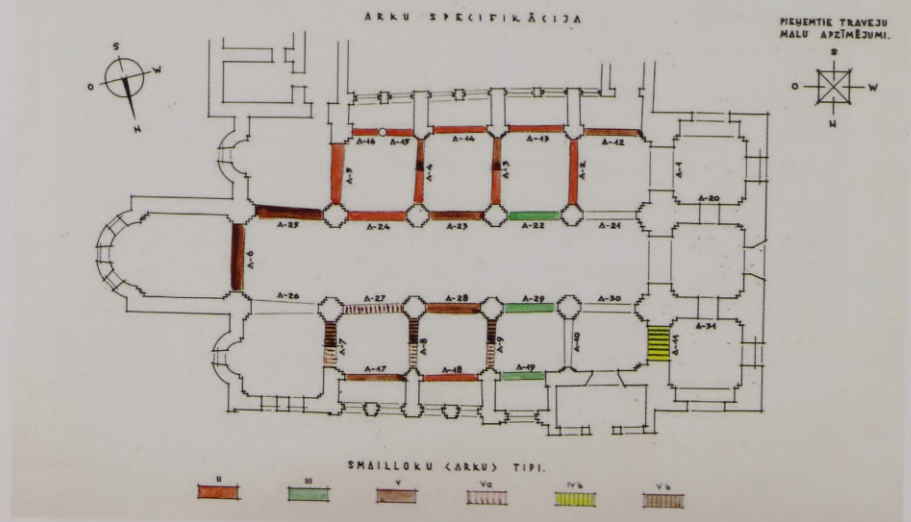 ARKU SPECIFIKĀCIJA
PIEŅEMTIE TRAVEJU
MALU APZĪMĒJUMI.
S
O
W
N
S
O
W
N
A-16
A-15
A-14
A-13
A-12
A-5
A-4
A-3
A-2
A-1
A-20
A-25
A-24
A-23
A-22
A-21
A-6
A-26
A-27
A-28
A-29
A-30
A-31
A-7
A-8
A-9
A-10
A-11
A-17
A-18
A-19
SMAILLOKU (ARKU) TIPI.
II
III
V
Va
IVb
Vb